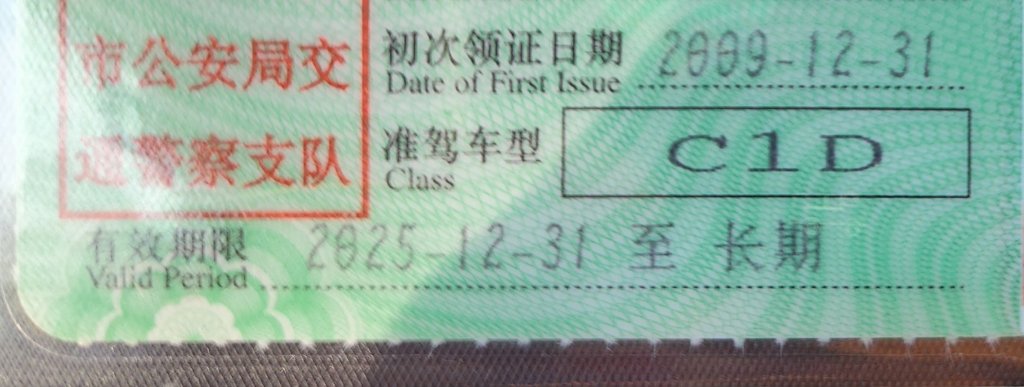 初次领证日期 2009-12-31
Date of First Issue
市公安局交
通警察支队
准驾车型 C1D
Class
有效期限 2025-12-31 至 长期
Valid Period